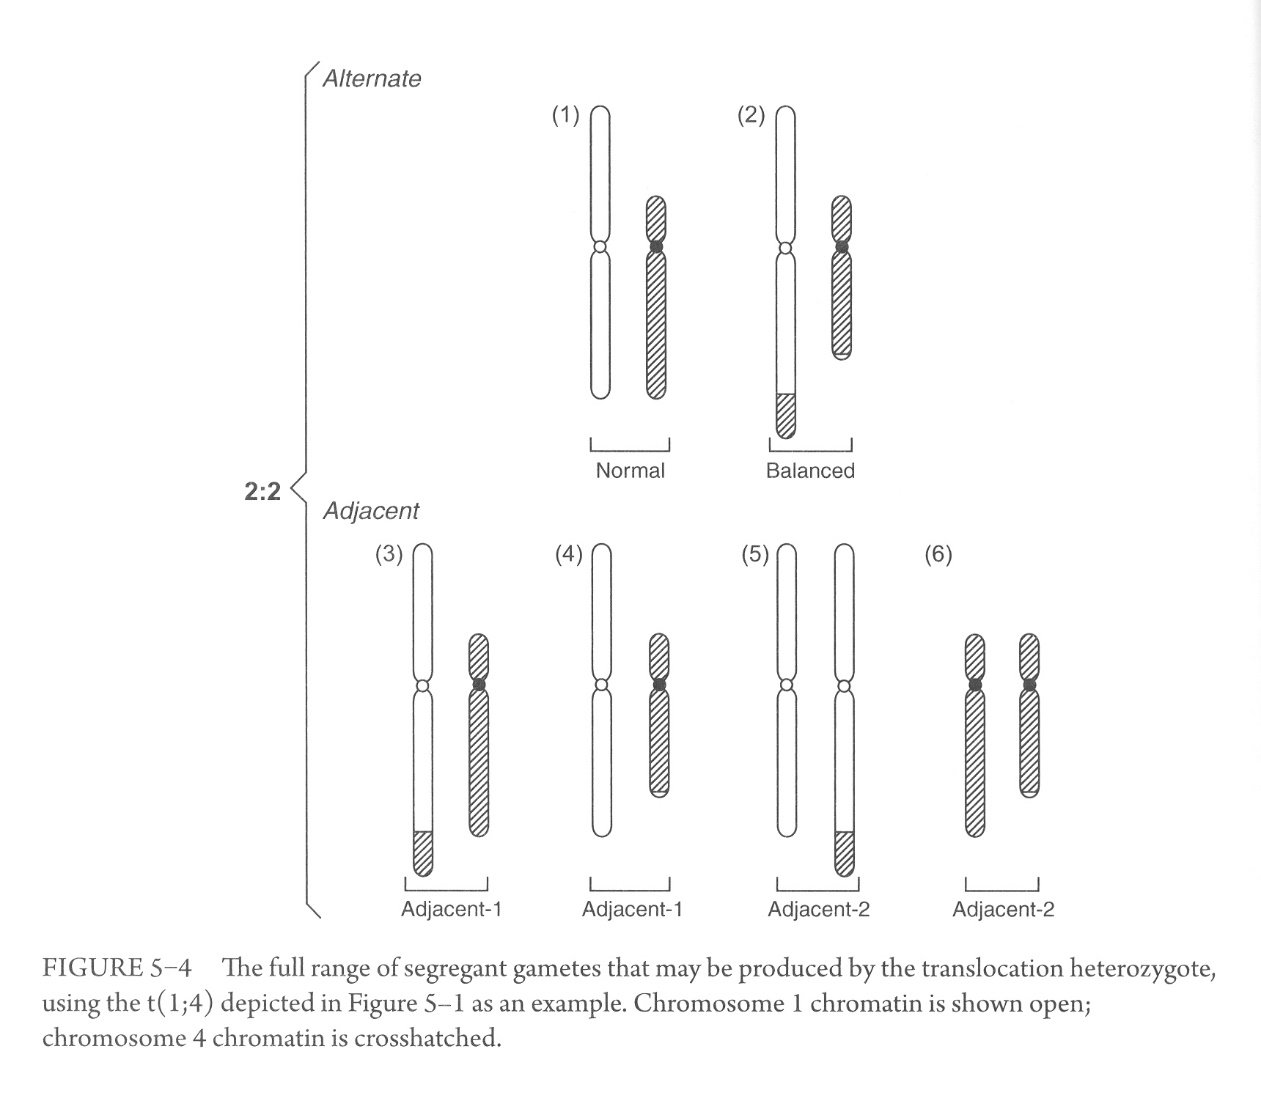 Alternate
(1)
(2)
Normal
Balanced
2:2
Adjacent
(3)
(4)
(5)
(6)
Adjacent-1
Adjacent-1
Adjacent-2
Adjacent-2
FIGURE 5–4 The full range of segregant gametes that may be produced by the translocation heterozygote,
using the t(1;4) depicted in Figure 5–1 as an example. Chromosome 1 chromatin is shown open;
chromosome 4 chromatin is crosshatched.